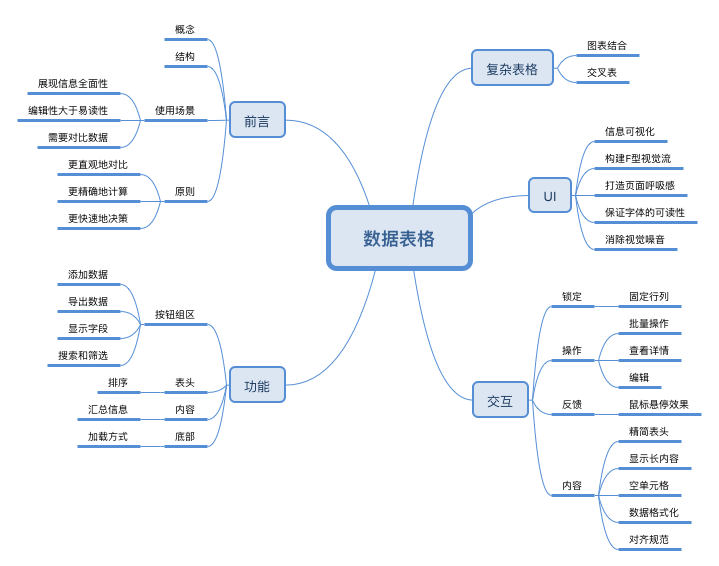 数据表格
前言
概念
结构
使用场景
展现信息全面性
编辑性大于易读性
需要对比数据
原则
更直观地对比
更精确地计算
更快速地决策
功能
按钮组区
添加数据
导出数据
显示字段
搜索和筛选
表头
排序
内容
汇总信息
底部
加载方式
复杂表格
图表结合
交叉表
UI
信息可视化
构建F型视觉流
打造页面呼吸感
保证字体的可读性
消除视觉噪音
交互
锁定
固定行列
操作
批量操作
查看详情
编辑
反馈
鼠标悬停效果
内容
精简表头
显示长内容
空单元格
数据格式化
对齐规范